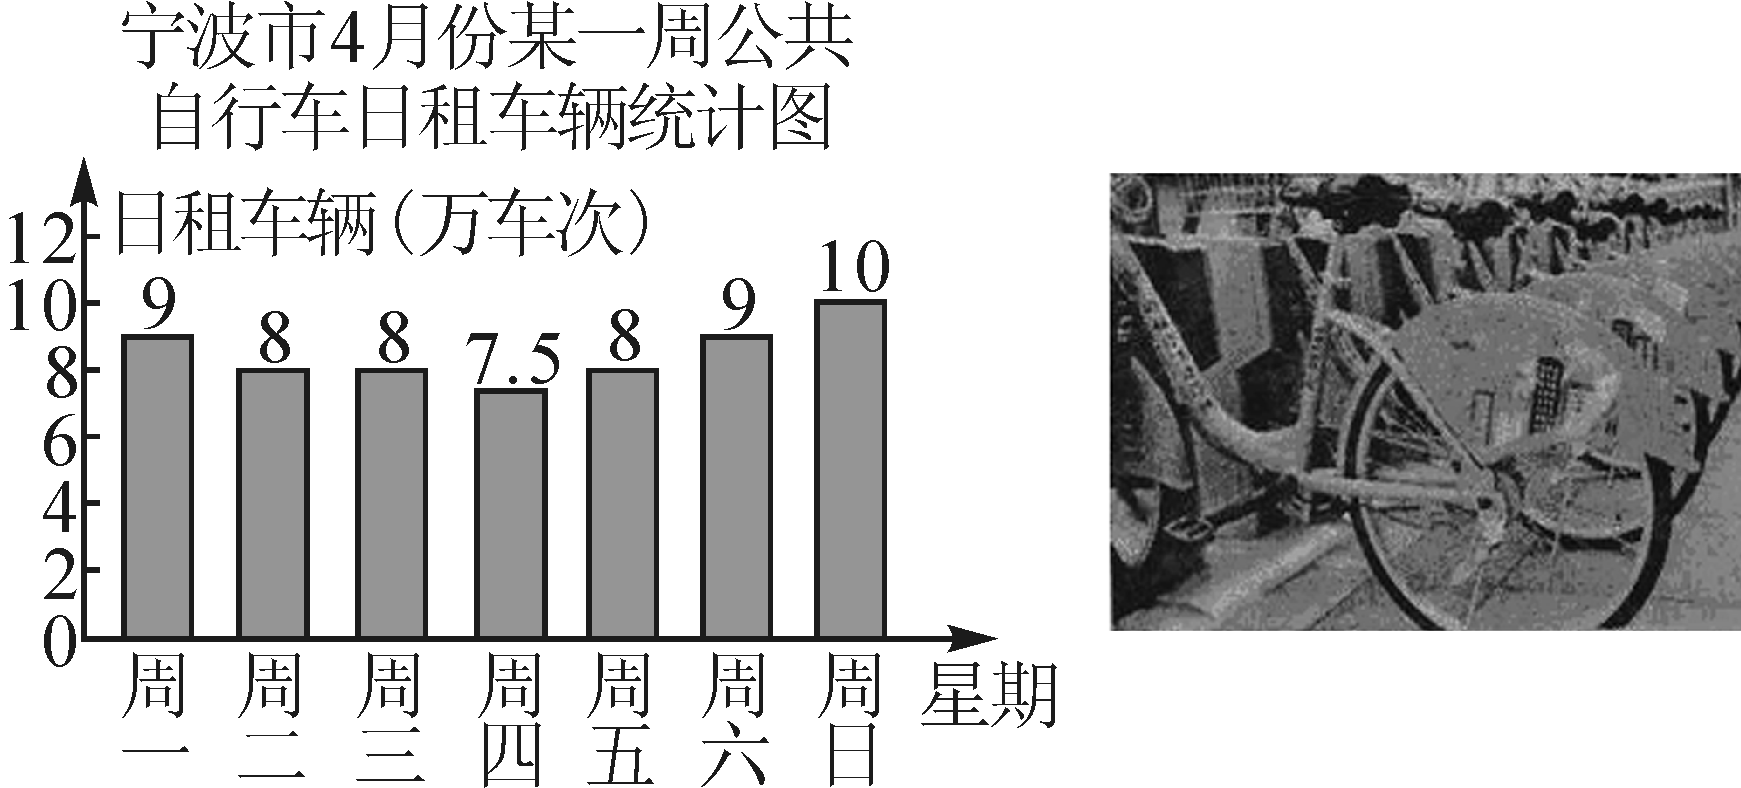 宁波市4月份某一周公共
自行车日租车辆统计图
日租车辆(万车次)
12
10
8
6
4
2
0
9
8
8
7.5
8
9
10
周一
周二
周三
周四
周五
周六
周日
星期